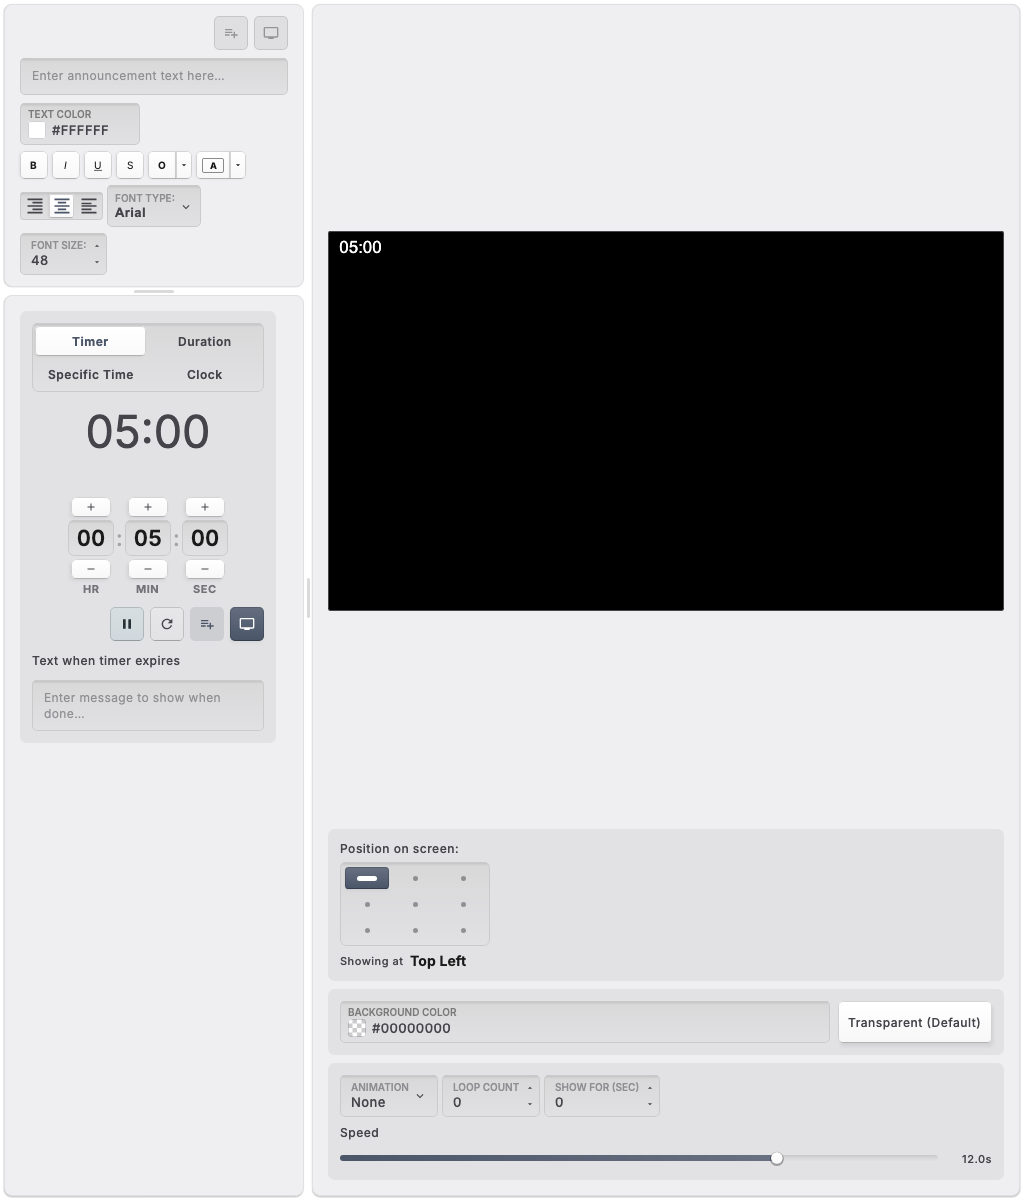 Enter announcement text here...
TEXT COLOR
#FFFFFF
B I U S O A
FONT TYPE:
Arial
FONT SIZE:
48
Timer Duration
Specific Time Clock
05:00
+ + +
00 : 05 : 00
− − −
HR MIN SEC
Text when timer expires
Enter message to show when
done...
05:00
Position on screen:
Showing at Top Left
BACKGROUND COLOR
#00000000
Transparent (Default)
ANIMATION LOOP COUNT SHOW FOR (SEC)
None 0 0
Speed
12.0s